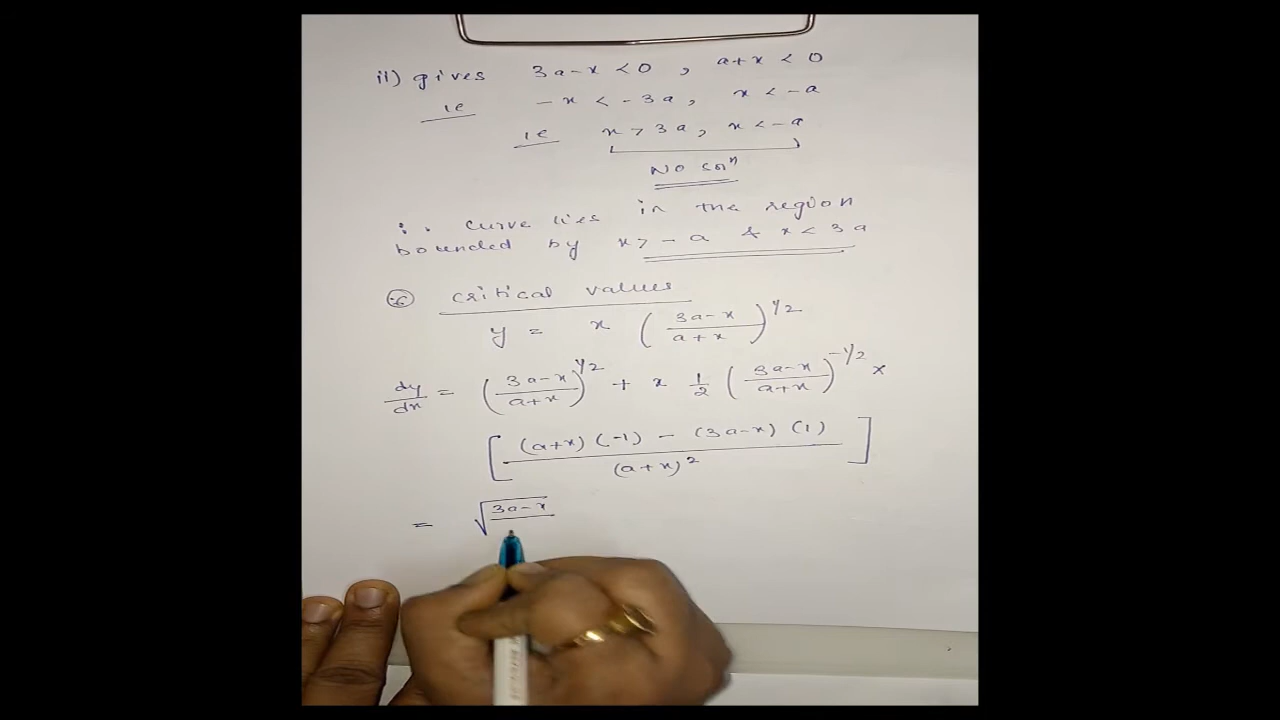 ii) gives 3a-x <0 , a+x < 0
ie -x < -3a, x < -a
ie x > 3a, x < -a
No con^n
∴ curve lies in the region
bounded by x > -a & x < 3a
c critical values
y = x ( (3a-x)/(a+x) )^1/2
dy/dx = ( (3a-x)/(a+x) )^1/2 + x 1/2 ( (3a-x)/(a+x) )^-1/2 ×
[ ((a+x) (-1) - (3a-x) (1))/(a+x)^2 ]
= √3a-x